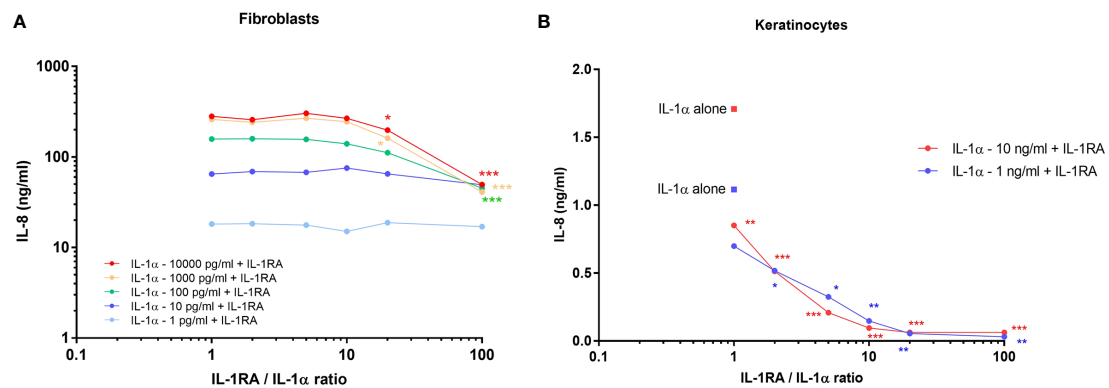 A
Fibroblasts
1000
100
10
1
0.1
1
10
100
IL-8 (ng/ml)
IL-1RA / IL-1α ratio
*
*
***
***
***
IL-1α - 10000 pg/ml + IL-1RA
IL-1α - 1000 pg/ml + IL-1RA
IL-1α - 100 pg/ml + IL-1RA
IL-1α - 10 pg/ml + IL-1RA
IL-1α - 1 pg/ml + IL-1RA
B
Keratinocytes
2.0
1.5
1.0
0.5
0.0
0.1
1
10
100
IL-8 (ng/ml)
IL-1RA / IL-1α ratio
IL-1α alone
IL-1α alone
**
***
*
*
***
**
***
***
**
***
**
IL-1α - 10 ng/ml + IL-1RA
IL-1α - 1 ng/ml + IL-1RA